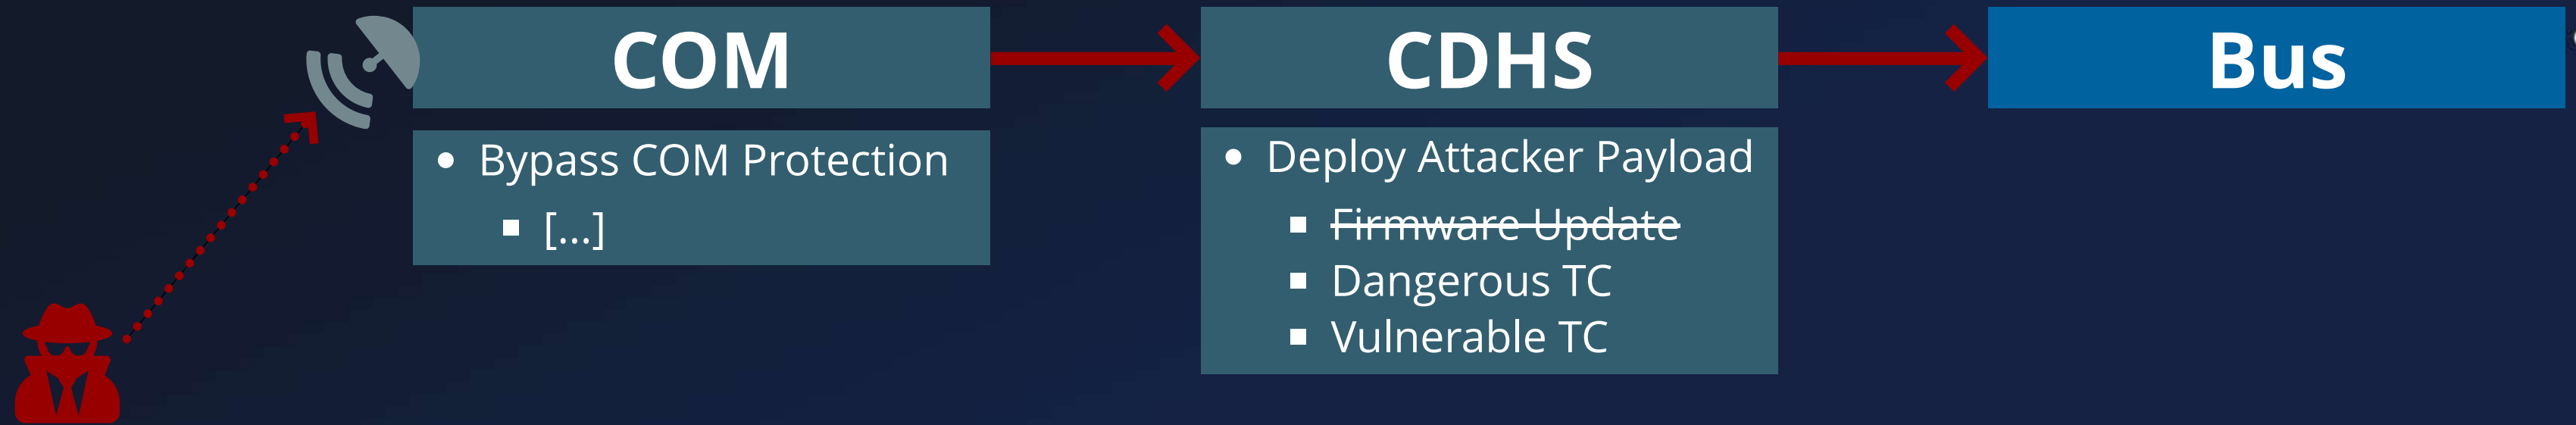 COM
CDHS
Bus
Bypass COM Protection
[...]
Deploy Attacker Payload
Firmware Update
Dangerous TC
Vulnerable TC